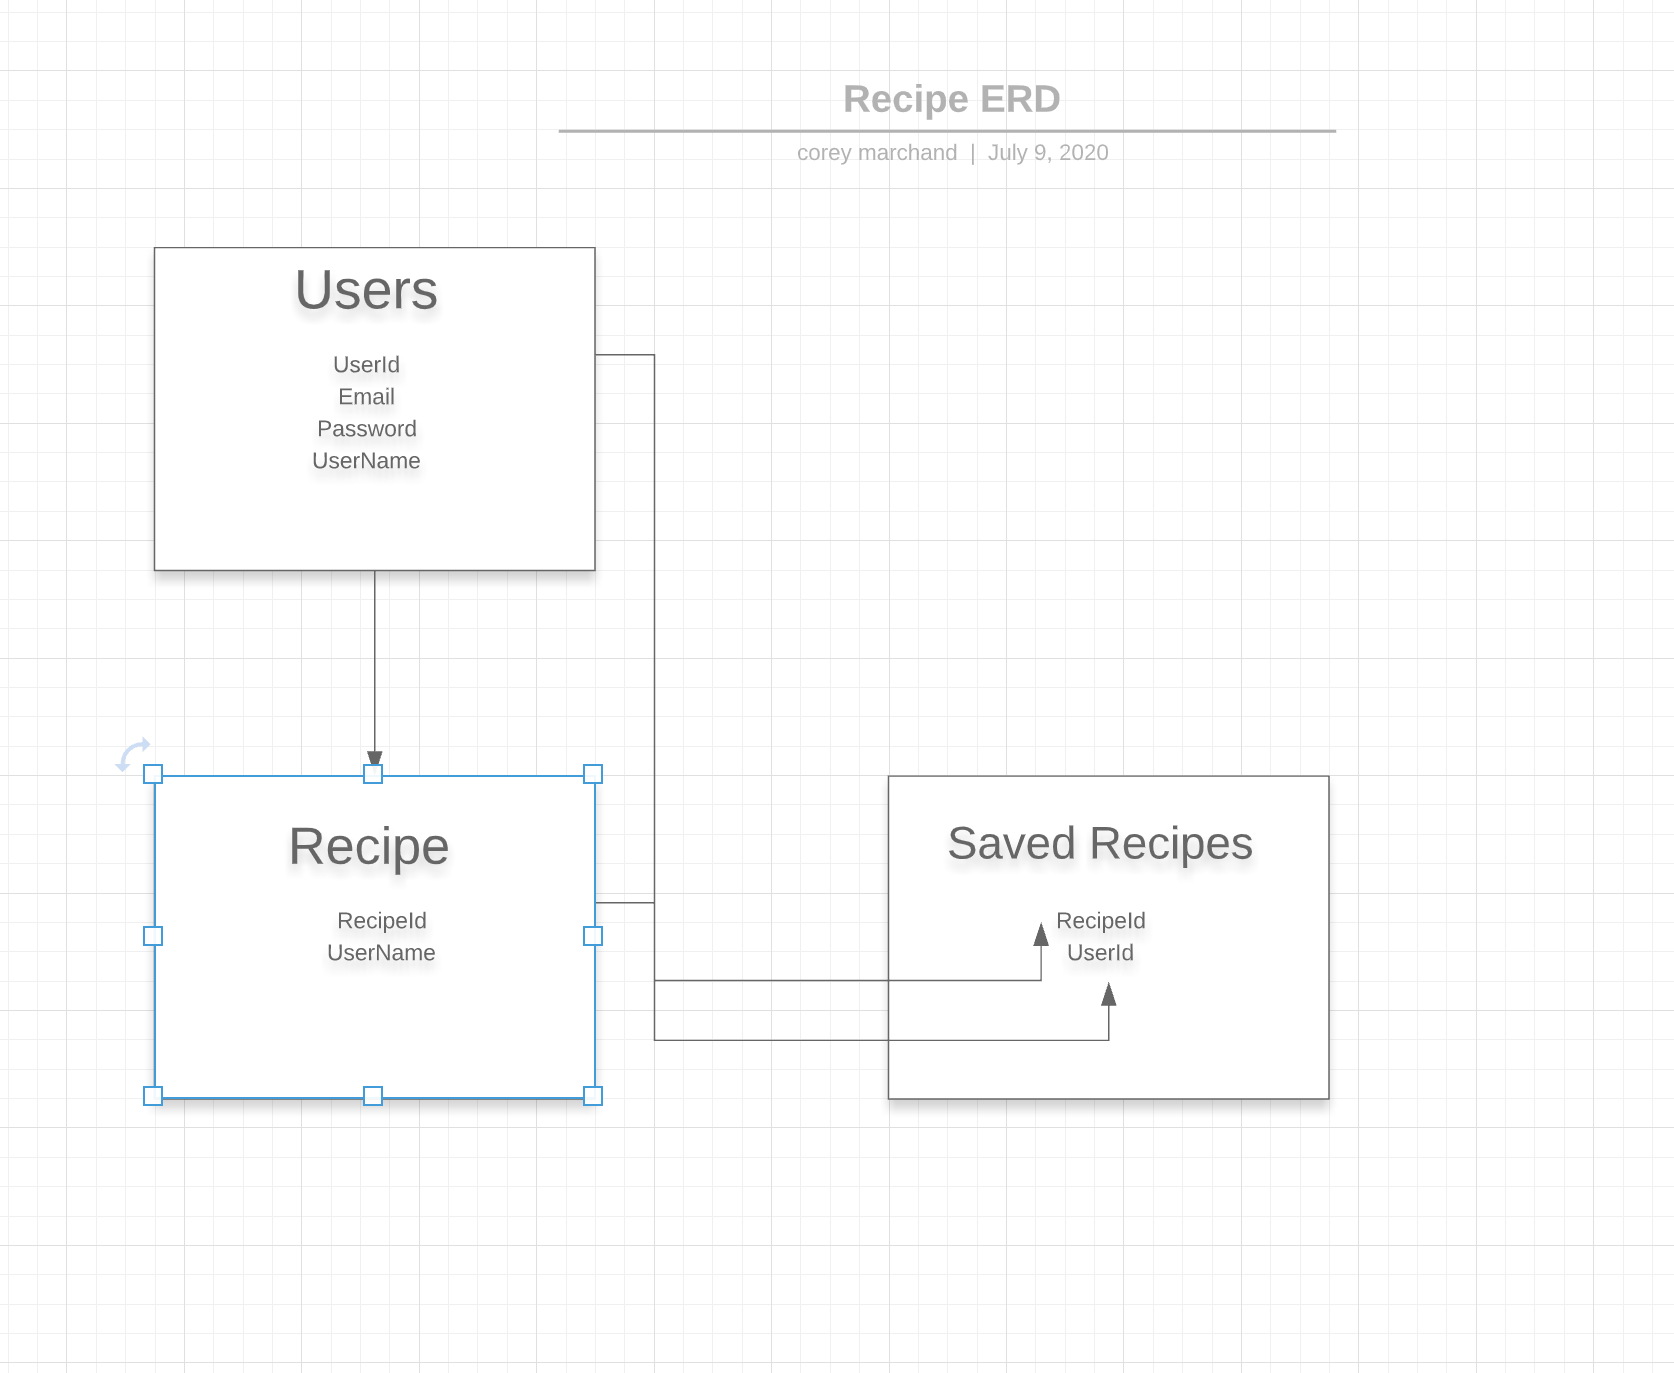 Recipe ERD
corey marchand | July 9, 2020
Users
UserId
Email
Password
UserName
Recipe
RecipeId
UserName
Saved Recipes
RecipeId
UserId